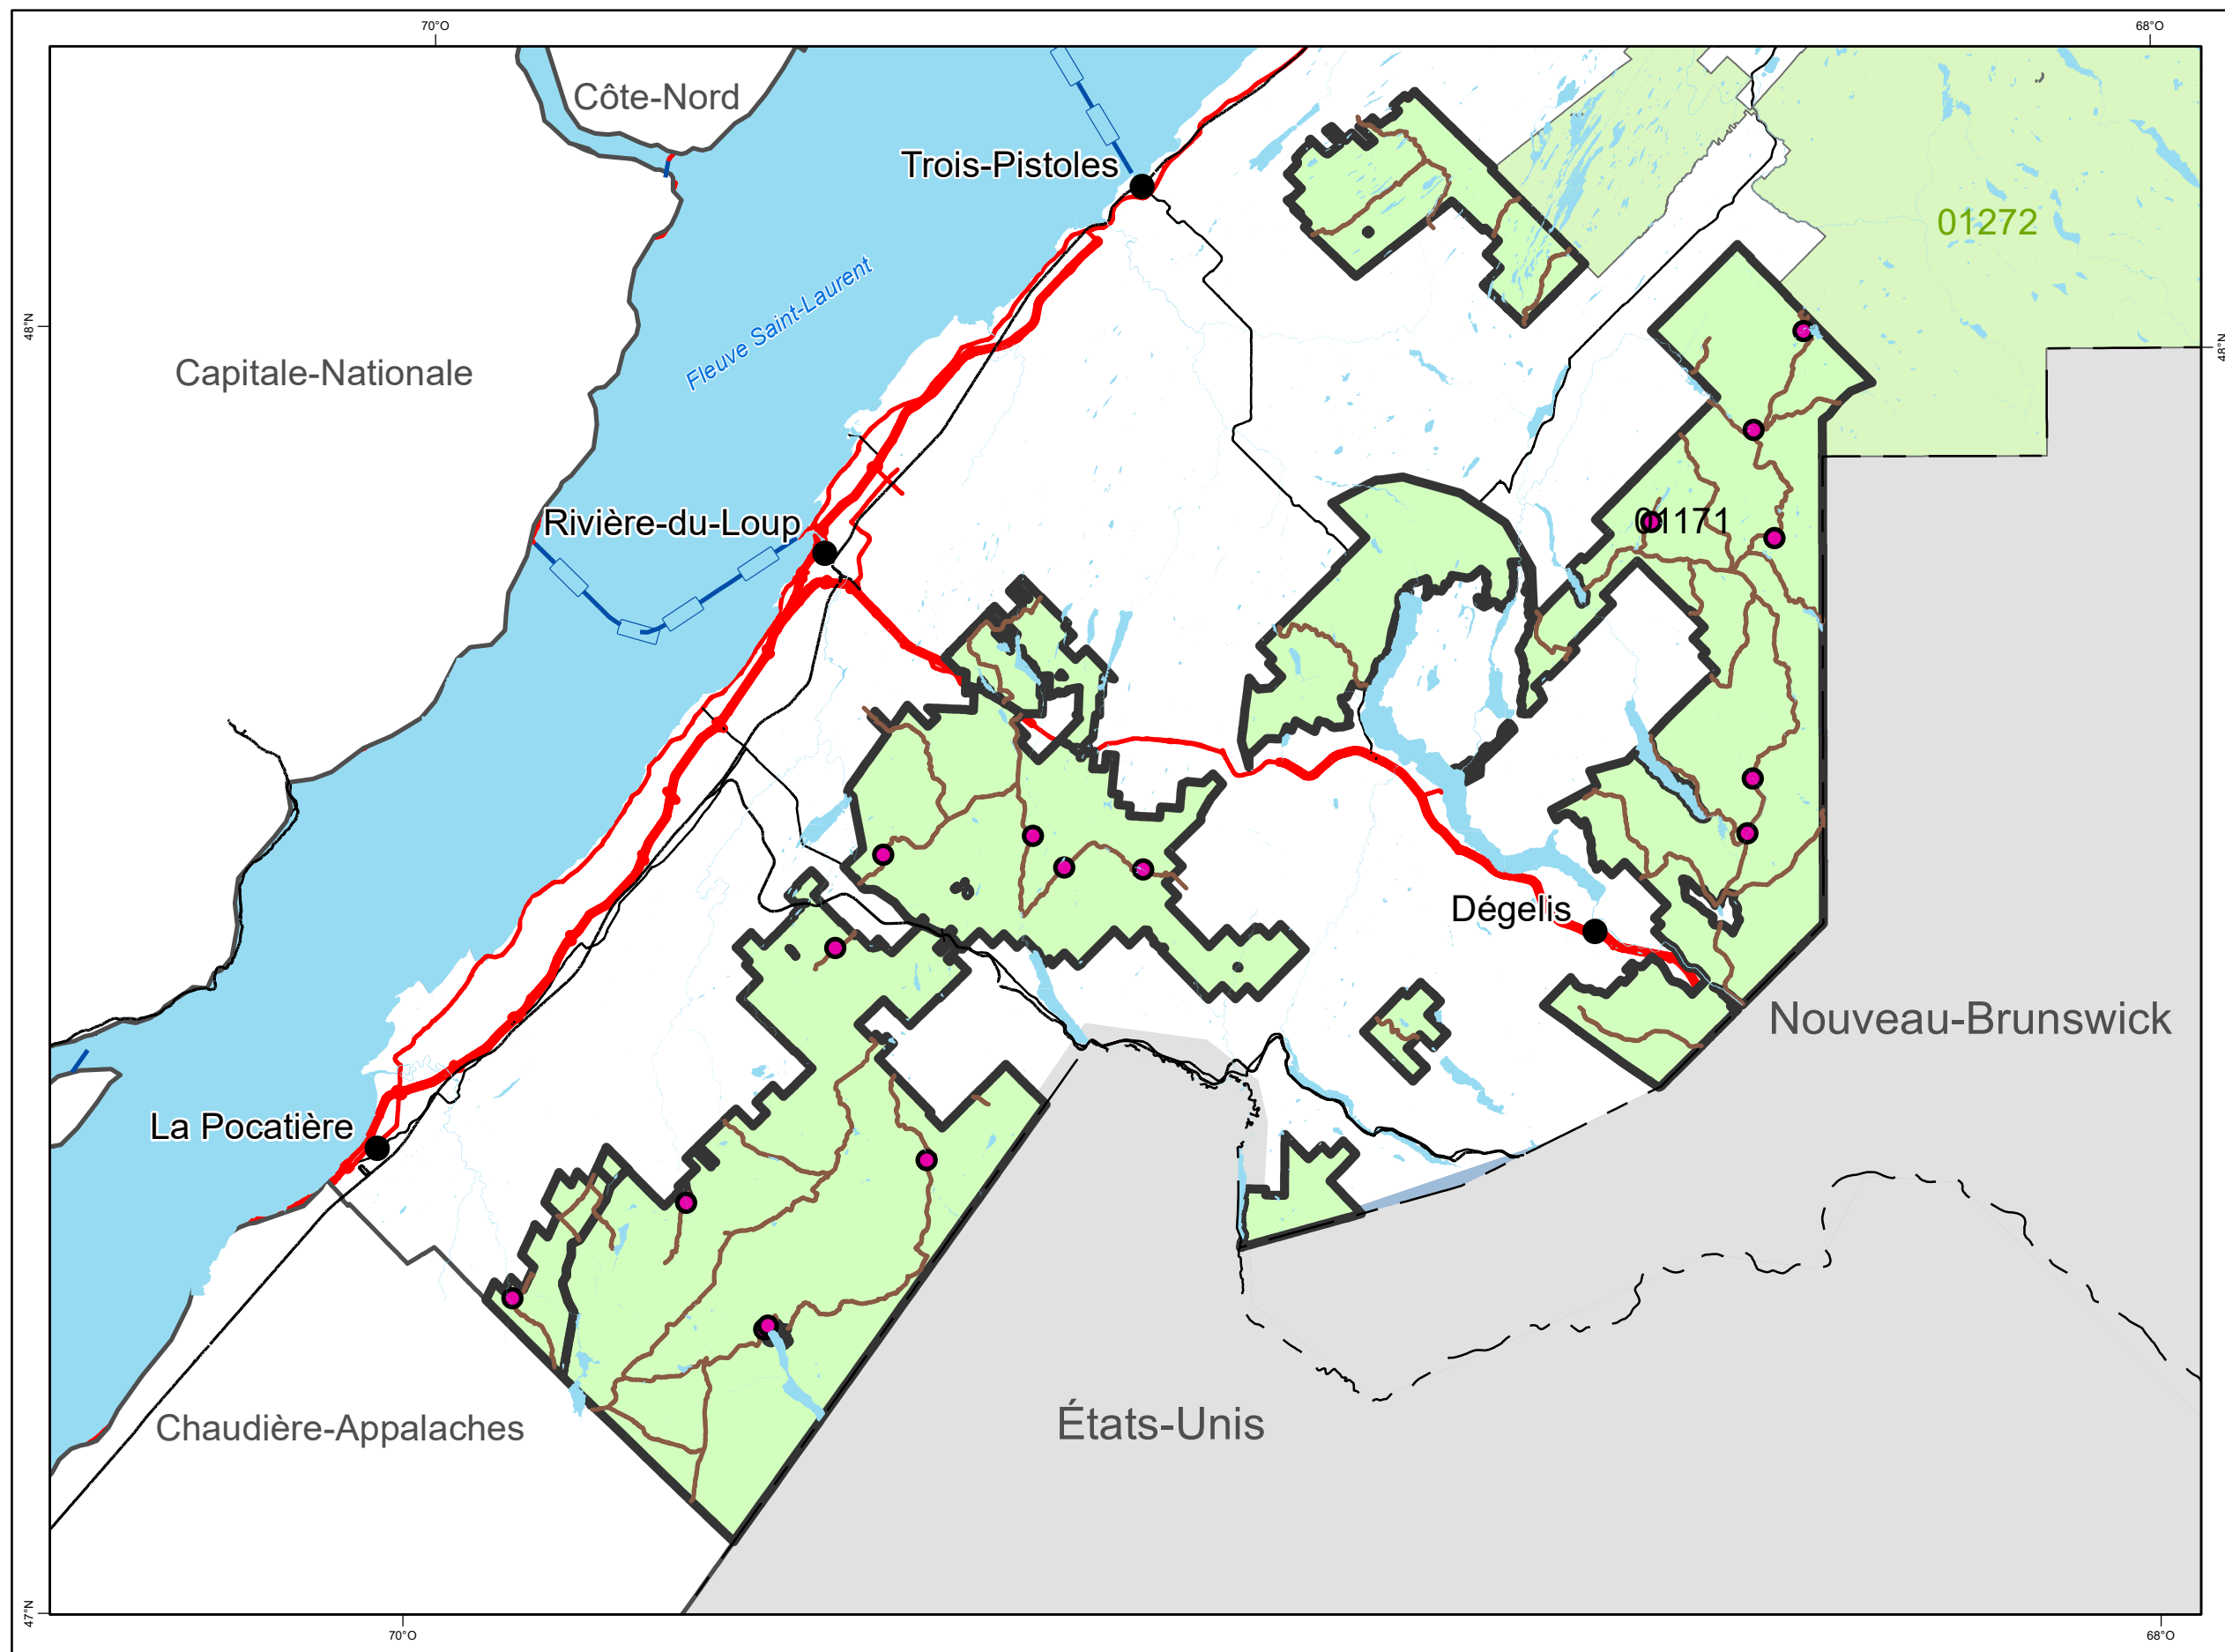 70°O
68°O
Côte-Nord
Trois-Pistoles
01272
Fleuve Saint-Laurent
48°N
48°N
Capitale-Nationale
Rivière-du-Loup
01171
Dégelis
Nouveau-Brunswick
La Pocatière
Chaudière-Appalaches
États-Unis
47°N
70°O
68°O